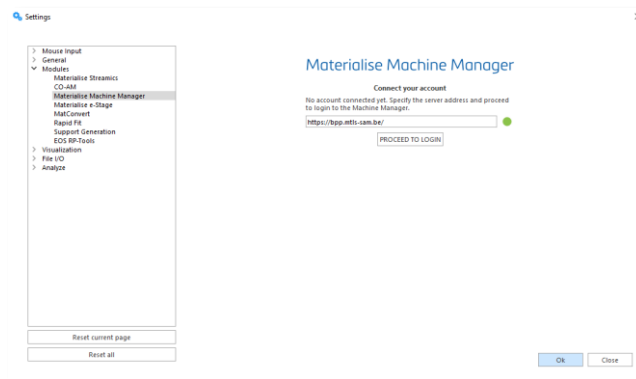 Settings
Mouse Input
General
Modules
Materialise Streamics
CO-AM
Materialise Machine Manager
Materialise e-Stage
MatConvert
Rapid Fit
Support Generation
EOS RP-Tools
Visualization
File I/O
Analyze
Reset current page
Reset all
Materialise Machine Manager
Connect your account
No account connected yet. Specify the server address and proceed
to login to the Machine Manager.
https://bpp.mtls-sam.be/
PROCEED TO LOGIN
Ok
Close